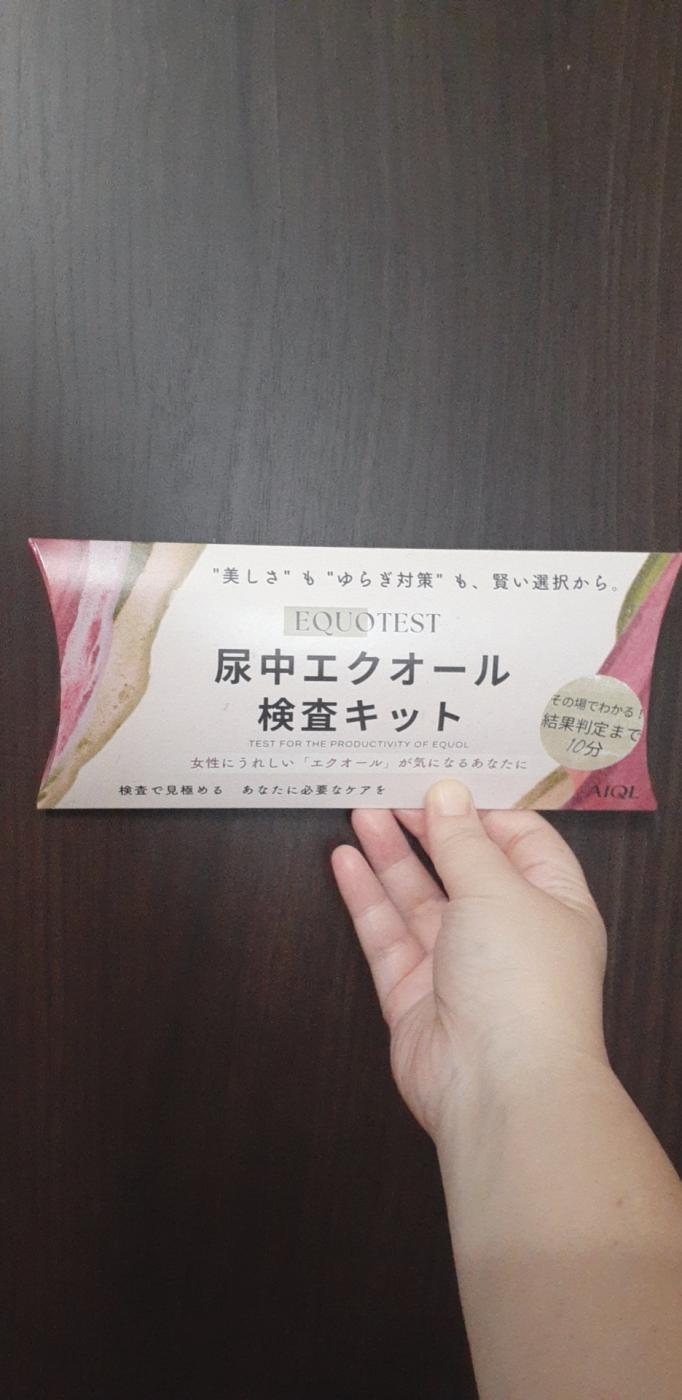 "美しさ" も "ゆらぎ対策" も、賢い選択から。
EQUOTEST
尿中エクオール
検査キット
TEST FOR THE PRODUCTIVITY OF EQUOL
女性にうれしい「エクオール」が気になるあなたに
検査で見極める あなたに必要なケアを
その場でわかる!
結果判定まで
10分
AIQL